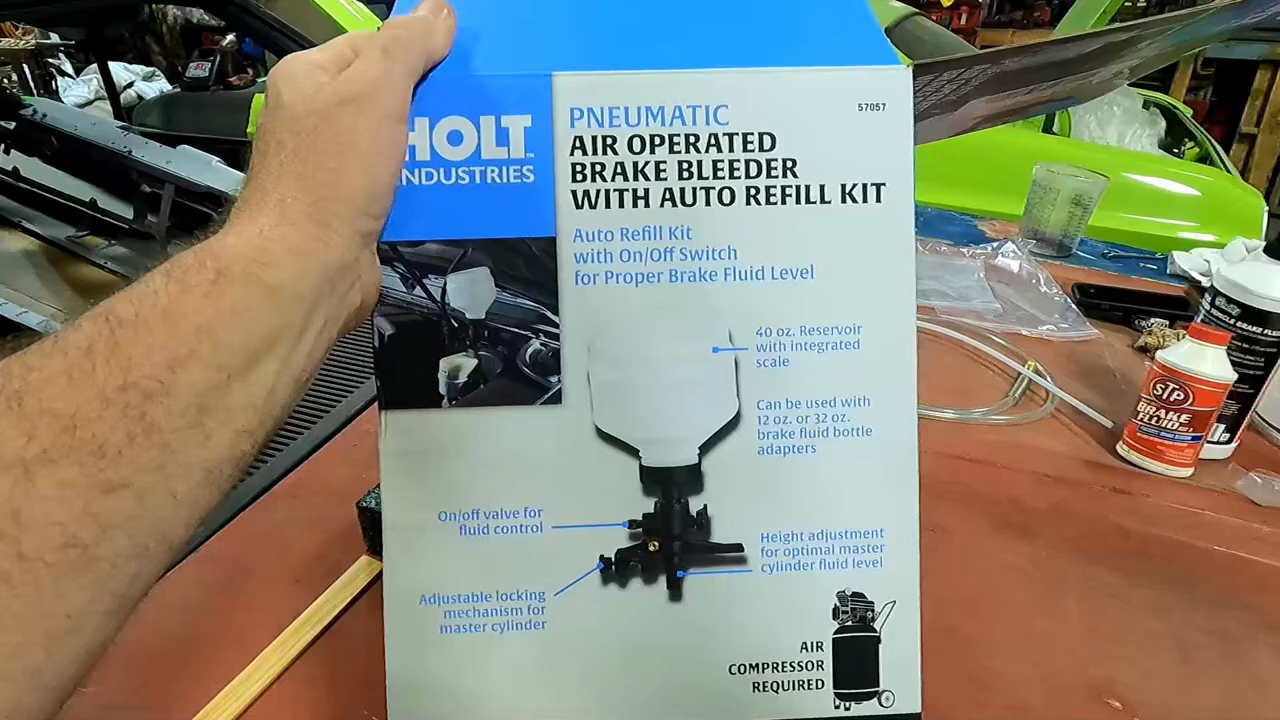 HOLT
INDUSTRIES
PNEUMATIC
AIR OPERATED
BRAKE BLEEDER
WITH AUTO REFILL KIT
57057
Auto Refill Kit
with On/Off Switch
for Proper Brake Fluid Level
40 oz. Reservoir
with integrated
scale
Can be used with
12 oz. or 32 oz.
brake fluid bottle
adapters
On/off valve for
fluid control
Height adjustment
for optimal master
cylinder fluid level
Adjustable locking
mechanism for
master cylinder
AIR
COMPRESSOR
REQUIRED
STP
BRAKE
FLUID
VEHICLE BRAKE FLUID